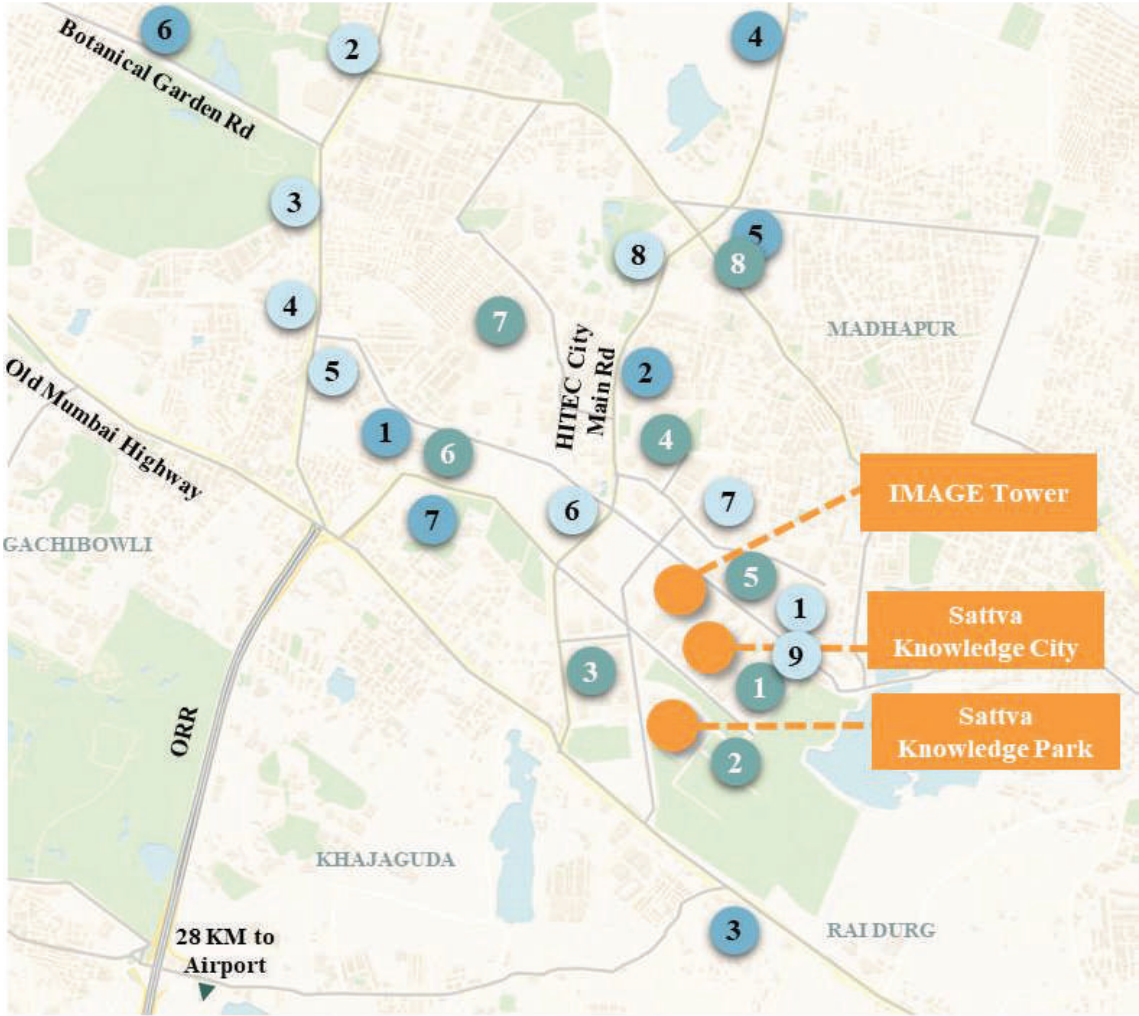 6
2
4
Botanical Garden Rd
3
5
8
8
4
7
MADHAPUR
HITEC City
Main Rd
5
2
Old Mumbai Highway
1
6
4
7
6
7
IMAGE Tower
GACHIBOWLI
5
1
Sattva
Knowledge City
9
3
1
ORR
Sattva
Knowledge Park
2
KHAJAGUDA
3
RAI DURG
28 KM to
Airport